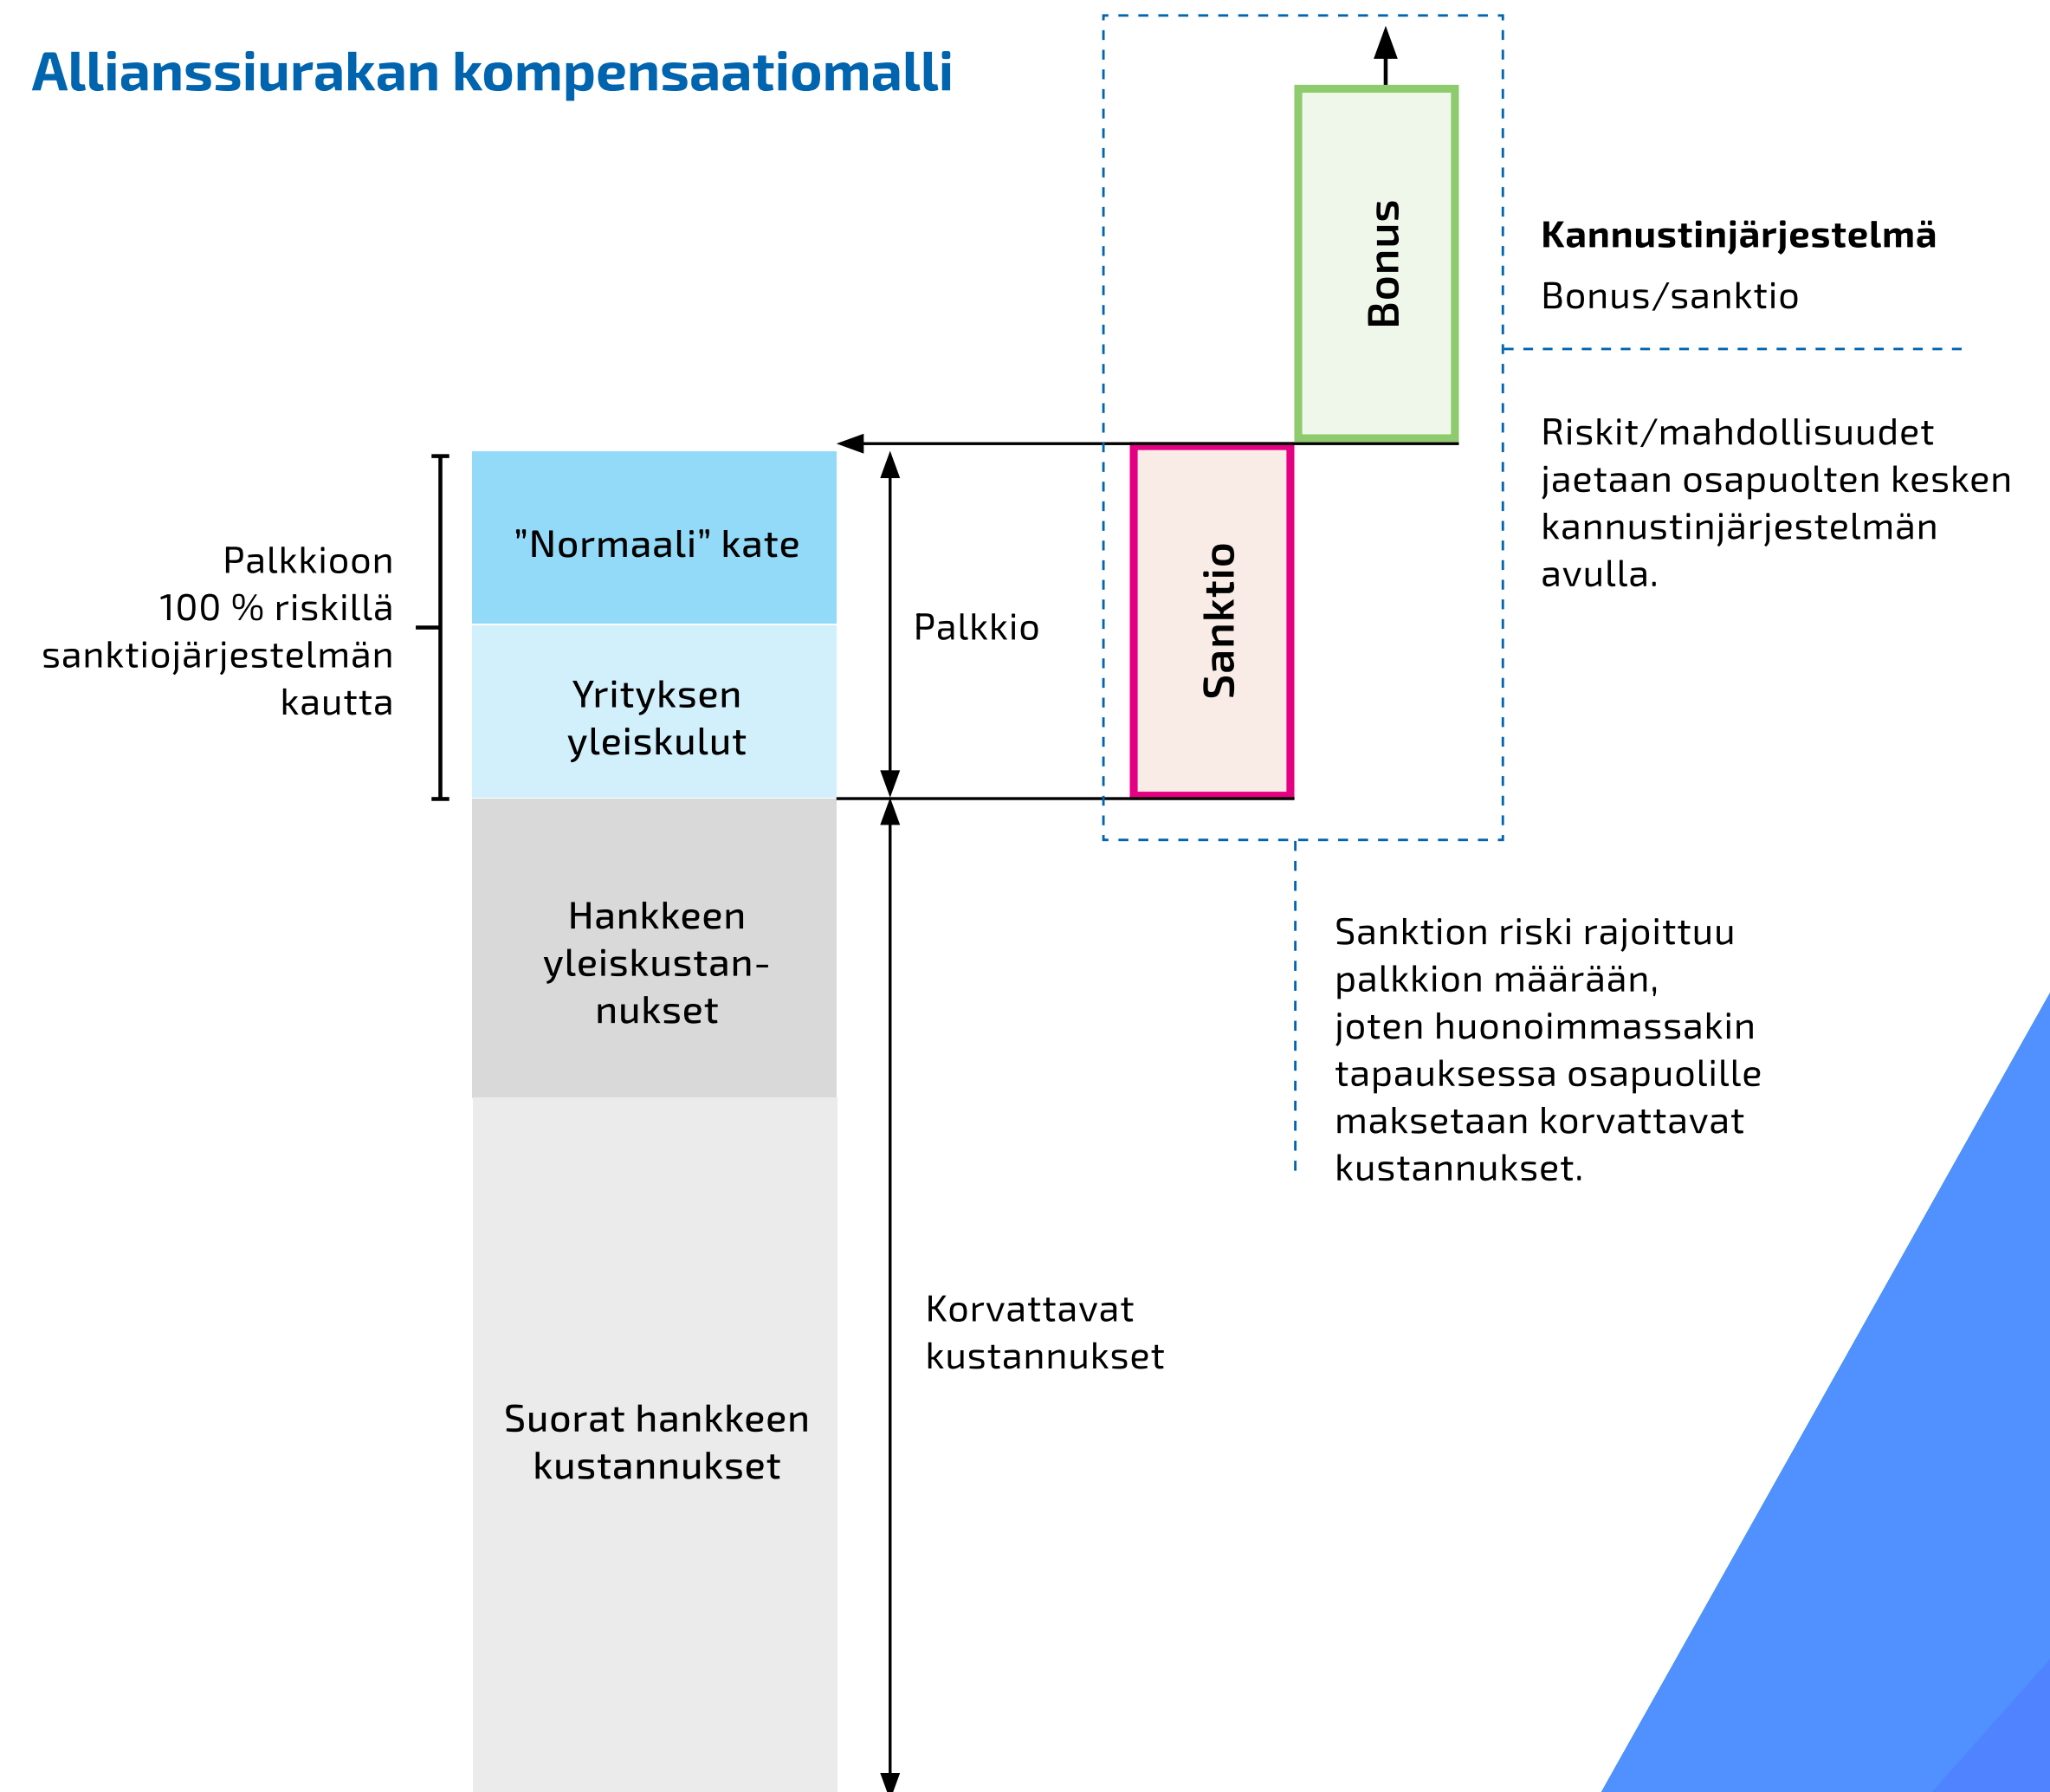 Allianssiurakan kompensaatiomalli
Bonus
Kannustinjärjestelmä
Bonus/sanktio
Riskit/mahdollisuudet
jaetaan osapuolten kesken
kannustinjärjestelmän
avulla.
Palkkioon
100 % riskillä
sanktiojärjestelmän
kautta
”Normaali” kate
Yrityksen
yleiskulut
Palkkio
Sanktio
Hankkeen
yleiskustan-
nukset
Sanktion riski rajoittuu
palkkion määrään,
joten huonoimmassakin
tapauksessa osapuolille
maksetaan korvattavat
kustannukset.
Korvattavat
kustannukset
Suorat hankkeen
kustannukset